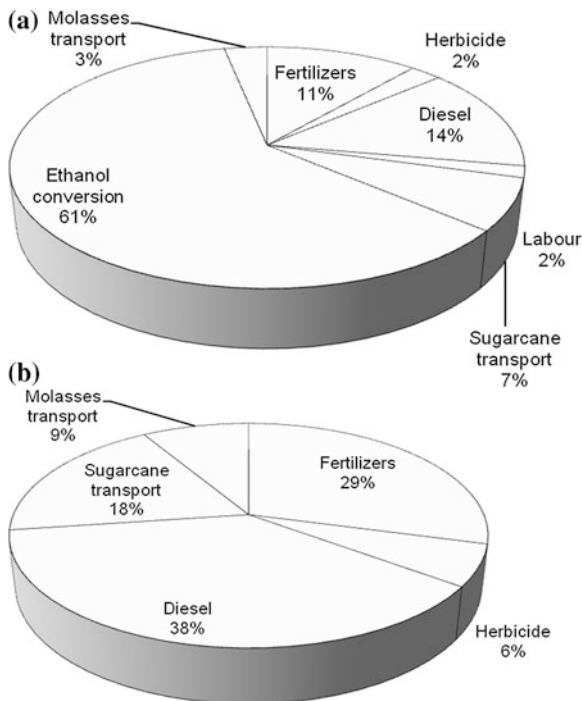 (a)
Molasses
transport
3%
Fertilizers
11%
Herbicide
2%
Diesel
14%
Ethanol
conversion
61%
Labour
2%
Sugarcane
transport
7%
(b)
Molasses
transport
9%
Fertilizers
29%
Sugarcane
transport
18%
Diesel
38%
Herbicide
6%